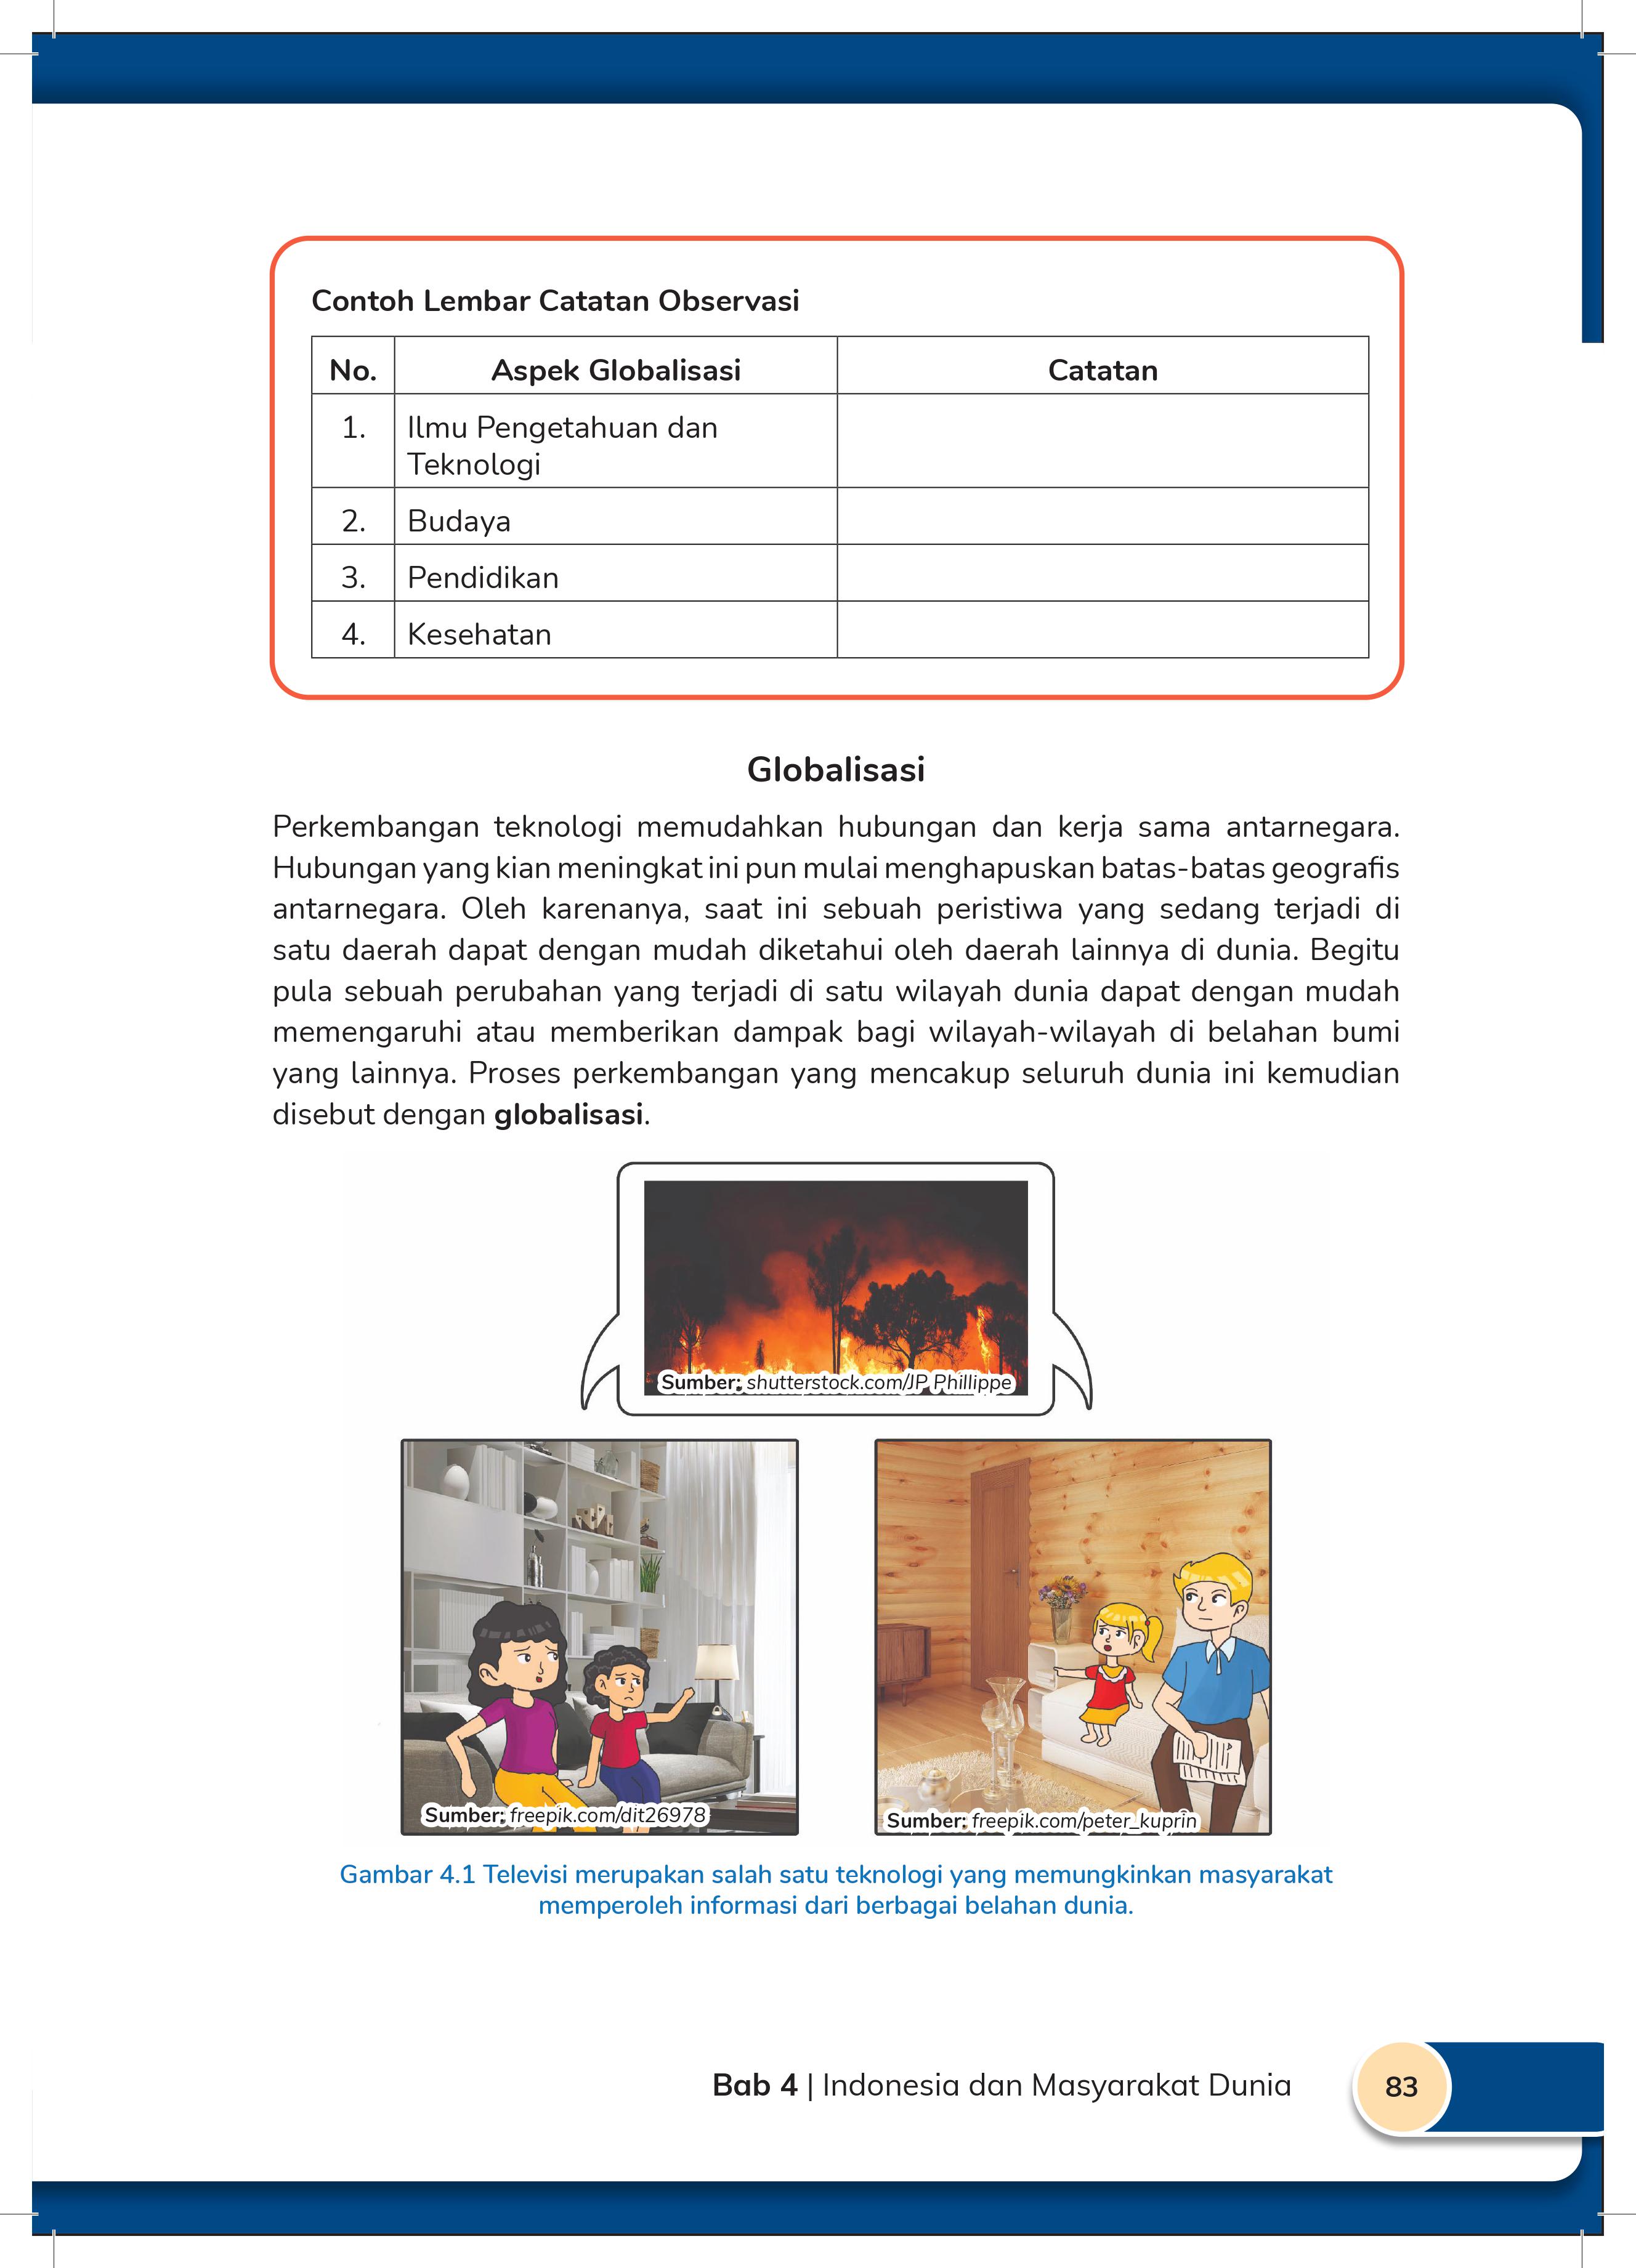 Contoh Lembar Catatan Observasi
No. Aspek Globalisasi Catatan
1. Ilmu Pengetahuan dan
Teknologi
2. Budaya
3. Pendidikan
4. Kesehatan
Globalisasi
Perkembangan teknologi memudahkan hubungan dan kerja sama antarnegara.
Hubungan yang kian meningkat ini pun mulai menghapuskan batas-batas geografis
antarnegara. Oleh karenanya, saat ini sebuah peristiwa yang sedang terjadi di
satu daerah dapat dengan mudah diketahui oleh daerah lainnya di dunia. Begitu
pula sebuah perubahan yang terjadi di satu wilayah dunia dapat dengan mudah
memengaruhi atau memberikan dampak bagi wilayah-wilayah di belahan bumi
yang lainnya. Proses perkembangan yang mencakup seluruh dunia ini kemudian
disebut dengan globalisasi.
Sumber: shutterstock.com/JP Phillippe
Sumber: freepik.com/dit26978
Sumber: freepik.com/peter_kuprin
Gambar 4.1 Televisi merupakan salah satu teknologi yang memungkinkan masyarakat
memperoleh informasi dari berbagai belahan dunia.
Bab 4 | Indonesia dan Masyarakat Dunia
83